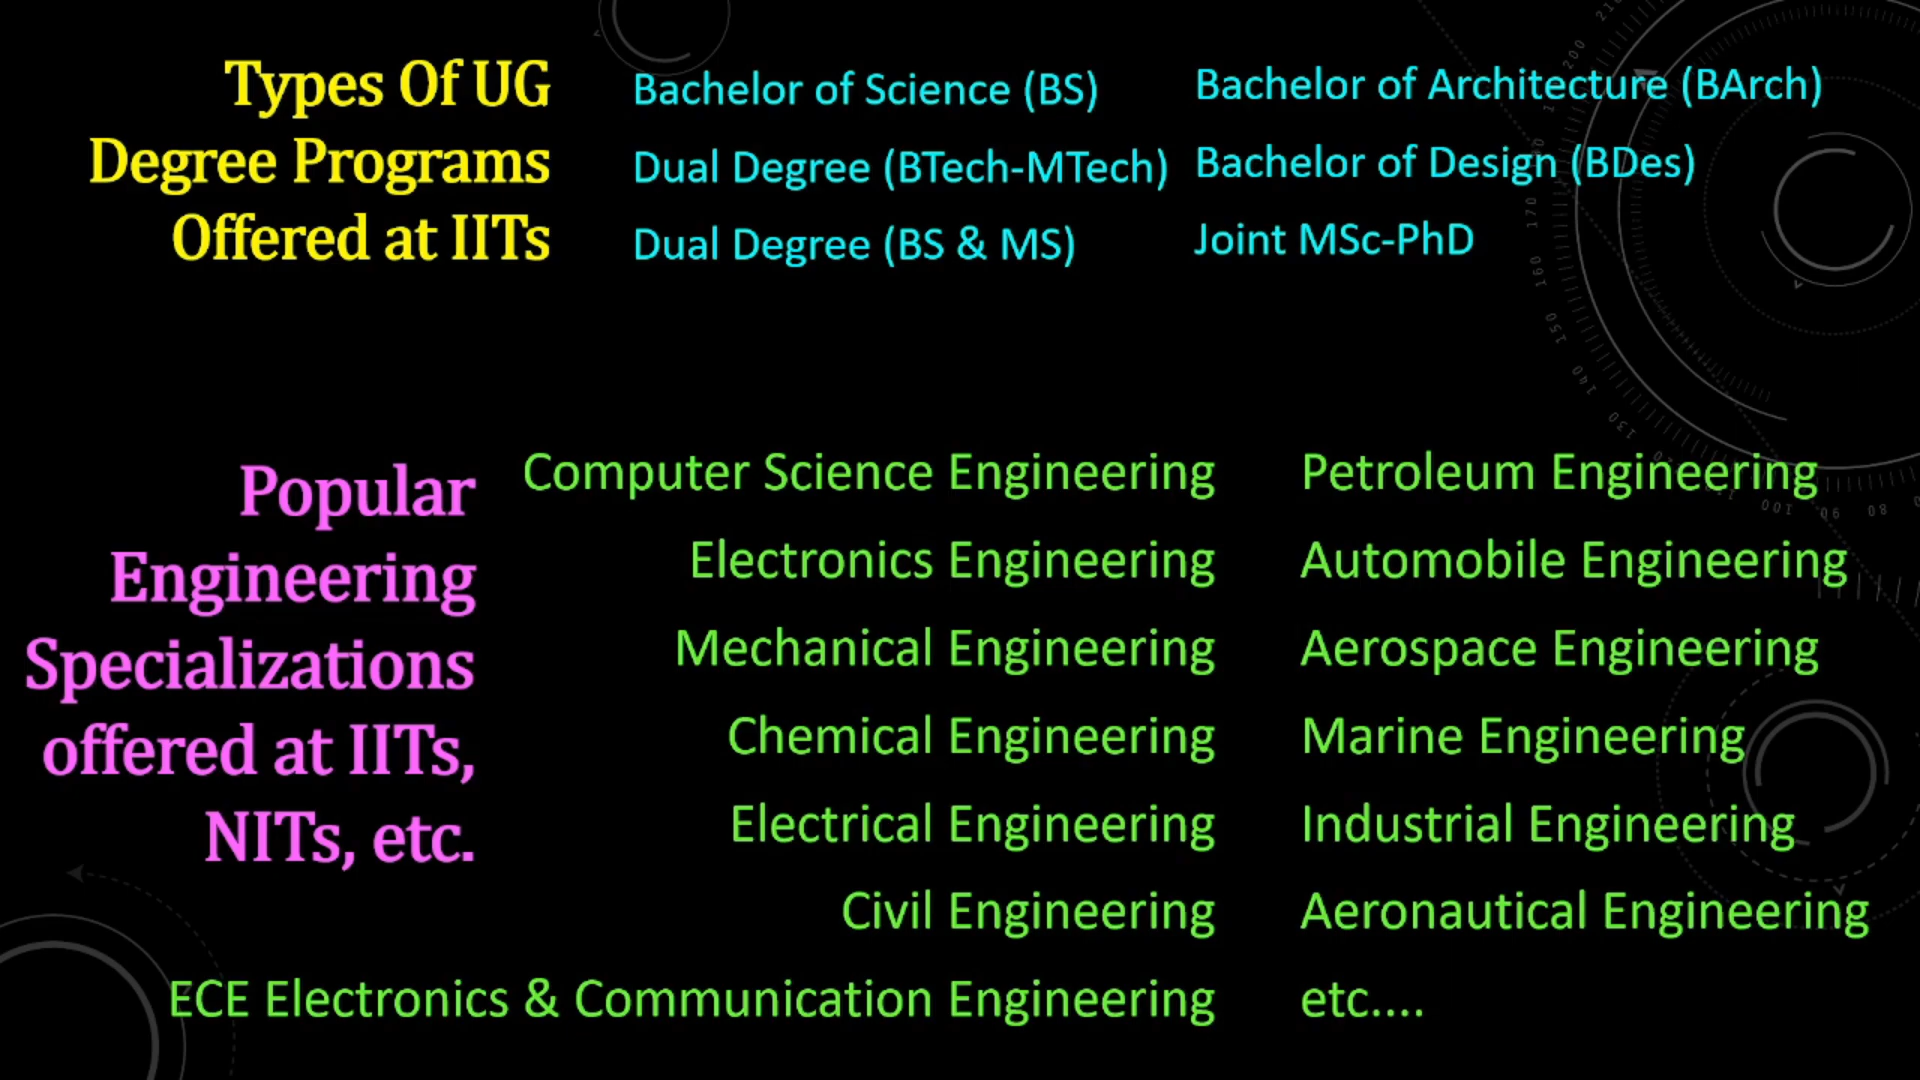 Types Of UG
Degree Programs
Offered at IITs
Bachelor of Science (BS)
Dual Degree (BTech-MTech)
Dual Degree (BS & MS)
Bachelor of Architecture (BArch)
Bachelor of Design (BDes)
Joint MSc-PhD
Popular
Engineering
Specializations
offered at IITs,
NITs, etc.
Computer Science Engineering
Electronics Engineering
Mechanical Engineering
Chemical Engineering
Electrical Engineering
Civil Engineering
ECE Electronics & Communication Engineering
Petroleum Engineering
Automobile Engineering
Aerospace Engineering
Marine Engineering
Industrial Engineering
Aeronautical Engineering
etc....